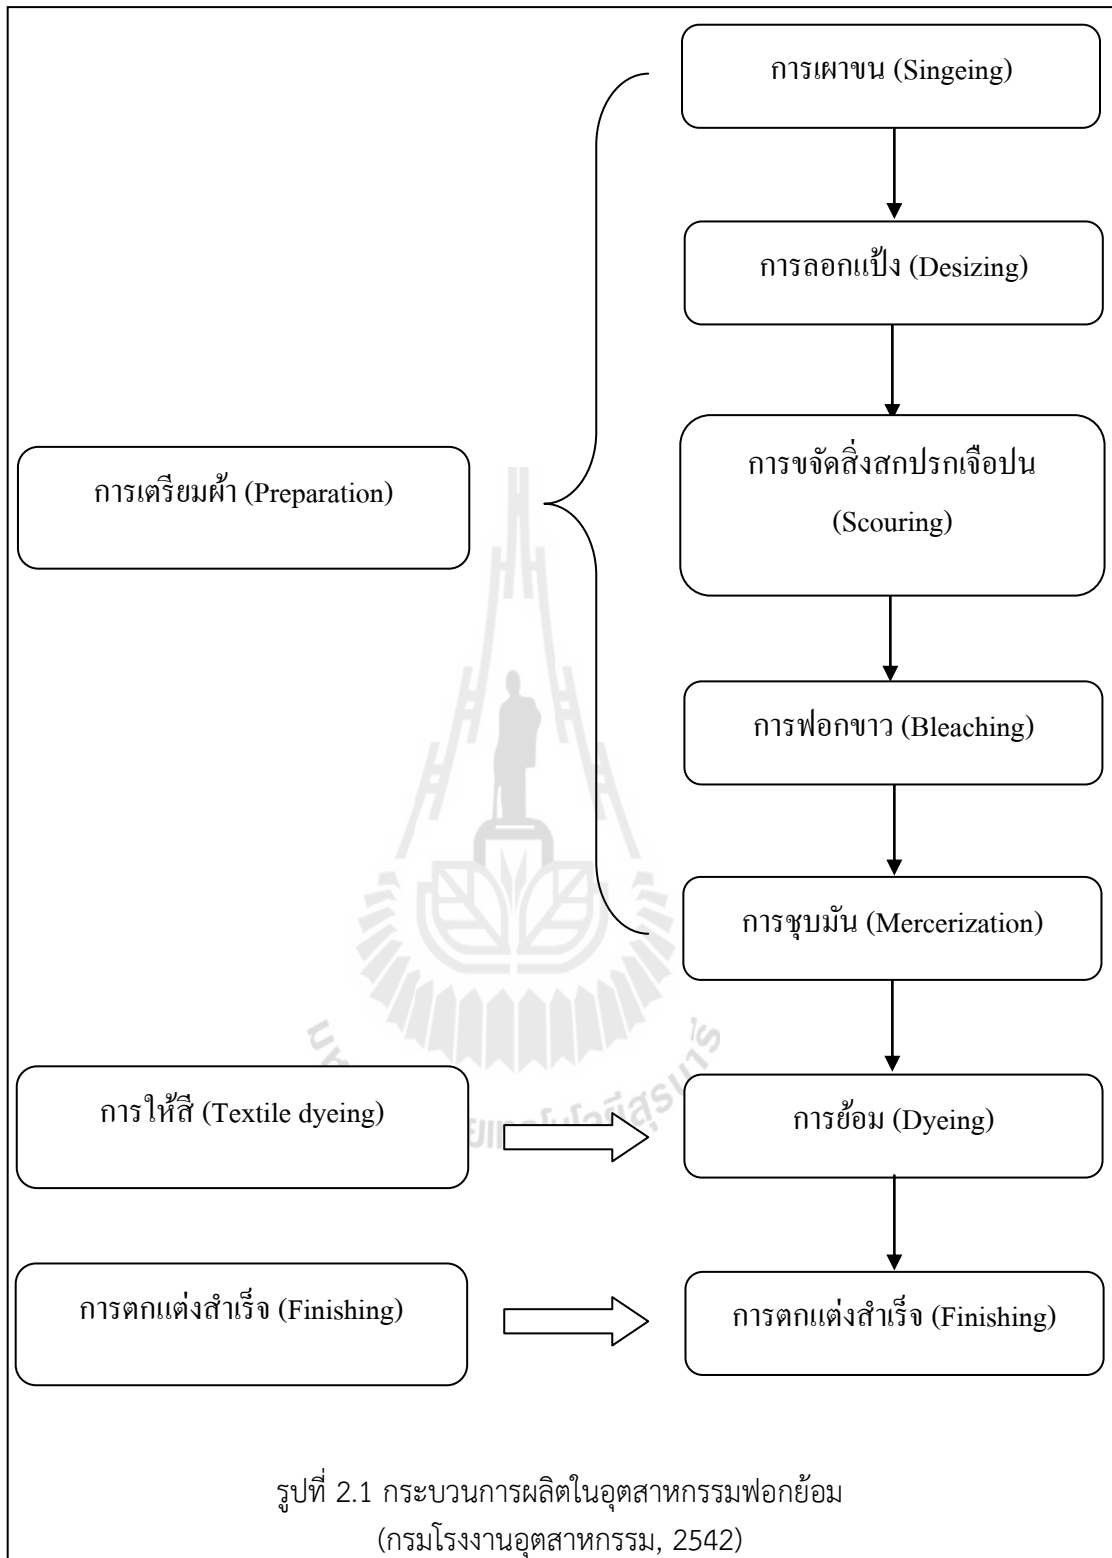 การเผาขน (Singeing)
การลอกแป้ง (Desizing)
การขจัดสิ่งสกปรกเจือปน
(Scouring)
การเตรียมผ้า (Preparation)
การฟอกขาว (Bleaching)
การชุบมัน (Mercerization)
การให้สี (Textile dyeing)
การย้อม (Dyeing)
การตกแต่งสำเร็จ (Finishing)
การตกแต่งสำเร็จ (Finishing)
รูปที่ 2.1 กระบวนการผลิตในอุตสาหกรรมฟอกย้อม
(กรมโรงงานอุตสาหกรรม, 2542)